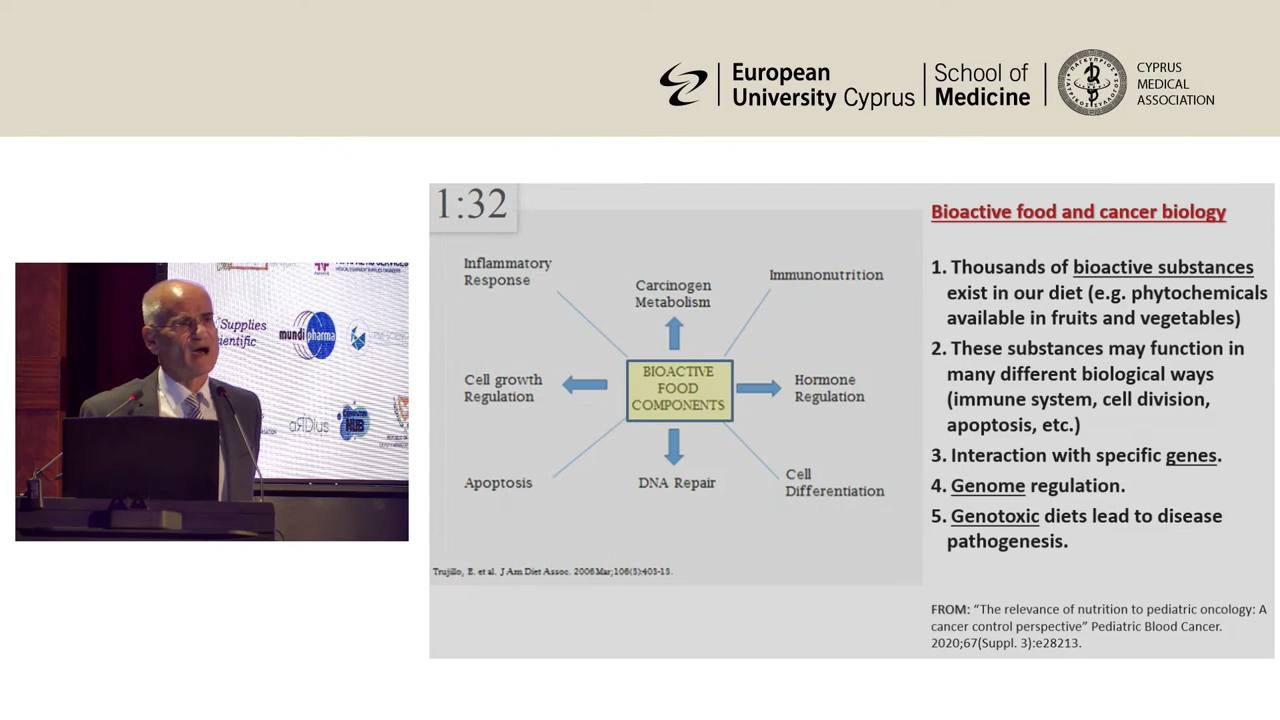 European
University Cyprus
School of
Medicine
CYPRUS
MEDICAL
ASSOCIATION
Supplies
mundipharma
HUB
1:32
Inflammatory
Response
Carcinogen
Metabolism
Immunonutrition
Cell growth
Regulation
BIOACTIVE
FOOD
COMPONENTS
Hormone
Regulation
Apoptosis
DNA Repair
Cell
Differentiation
Trujillo, E. et al. J Am Diet Assoc. 2006 Mar;106(3):403-13.
Bioactive food and cancer biology
1. Thousands of bioactive substances
exist in our diet (e.g. phytochemicals
available in fruits and vegetables)
2. These substances may function in
many different biological ways
(immune system, cell division,
apoptosis, etc.)
3. Interaction with specific genes.
4. Genome regulation.
5. Genotoxic diets lead to disease
pathogenesis.
FROM: “The relevance of nutrition to pediatric oncology: A
cancer control perspective” Pediatric Blood Cancer.
2020;67(Suppl. 3):e28213.